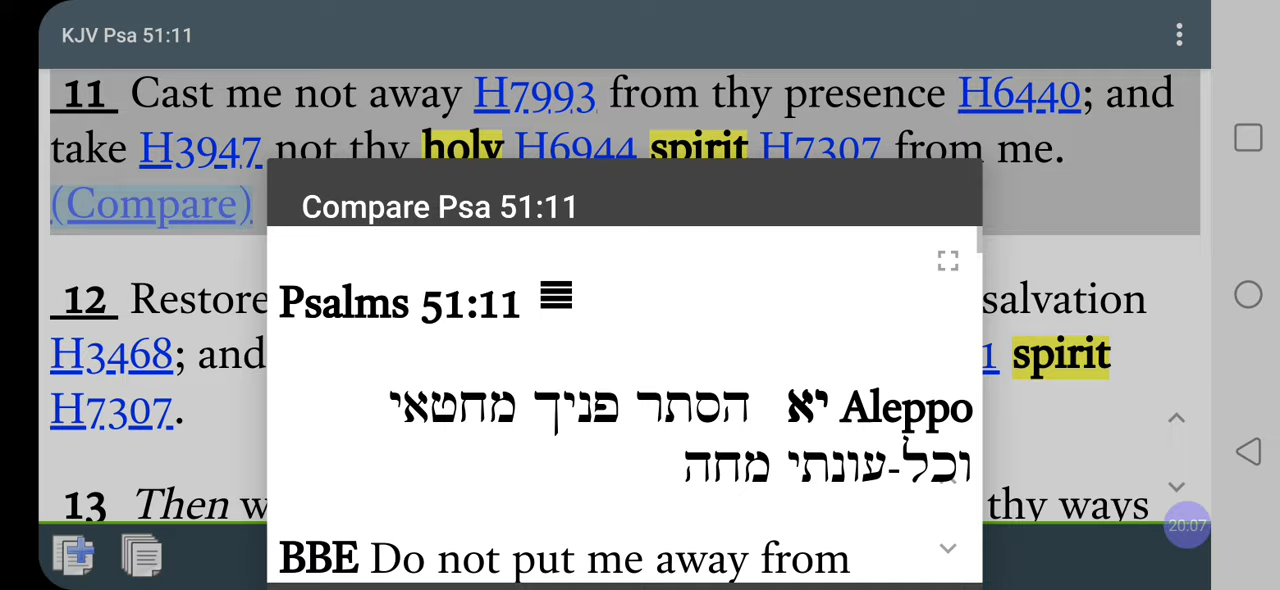 KJV Psa 51:11
11 Cast me not away H7993 from thy presence H6440; and
take H3947 not thy holy H6944 spirit H7307 from me.
(Compare)
Compare Psa 51:11
Psalms 51:11
12 Restore
salvation
H3468; and
1 spirit
H7307.
Aleppo יא הסתר פניך מחטאי
וכל-עונתי מחה
13 Then w
thy ways
BBE Do not put me away from
20:07